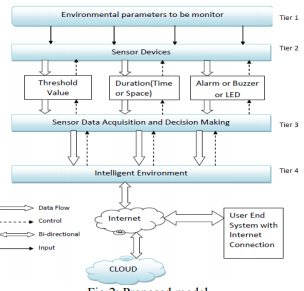 Environmental parameters to be monitor
Tier 1
Sensor Devices
Tier 2
Threshold
Value
Duration(Time
or Space)
Alarm or Buzzer
or LED
Sensor Data Acquisition and Decision Making
Tier 3
Intelligent Environment
Tier 4
Data Flow
Control
Bi-directional
Input
Internet
User End
System with
Internet
Connection
CLOUD
Fig 2: Proposed model